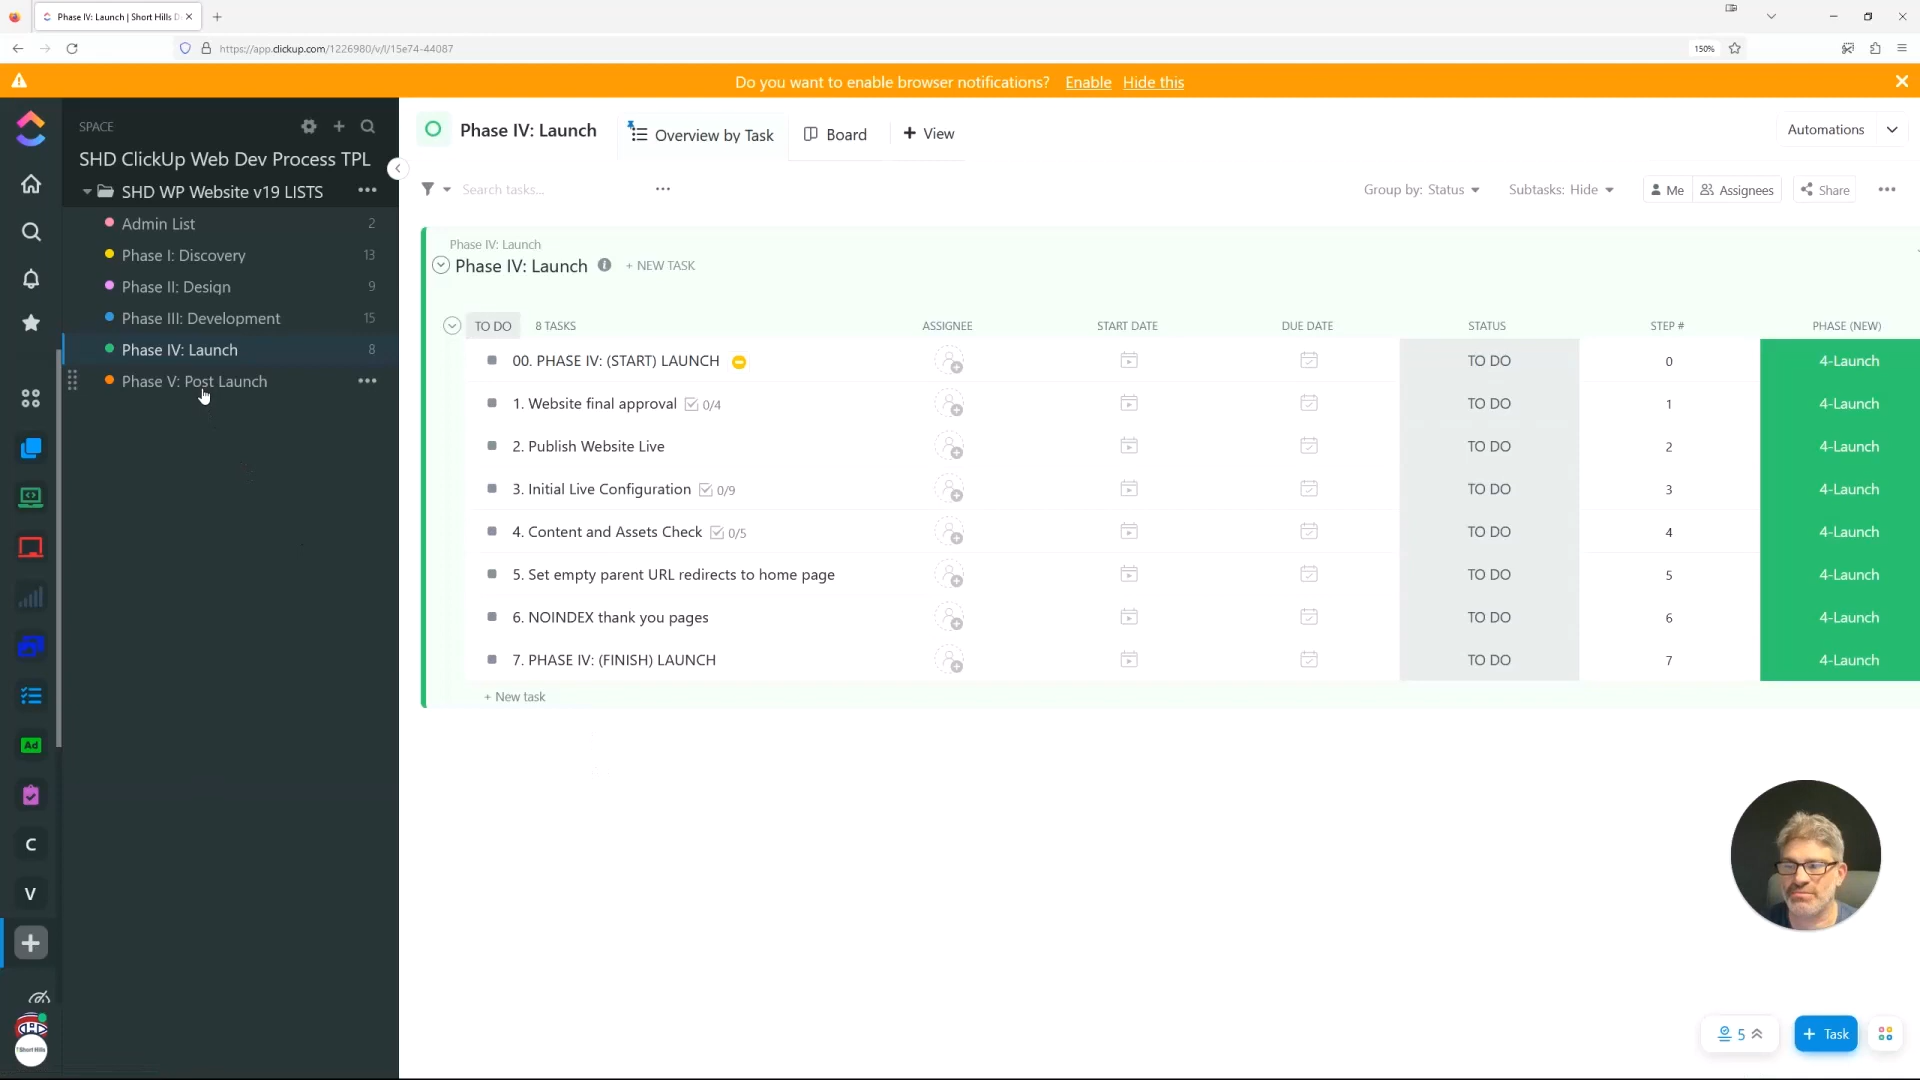 Phase IV: Launch | Short Hills D
https://app.clickup.com/1226980/v/l/15e74-44087
150%
Do you want to enable browser notifications? Enable Hide this
SPACE
SHD ClickUp Web Dev Process TPL
SHD WP Website v19 LISTS
Admin List 2
Phase I: Discovery 13
Phase II: Design 9
Phase III: Development 15
Phase IV: Launch 8
Phase V: Post Launch
Ad
C
V
Short Hills
Phase IV: Launch
Overview by Task
Board
+ View
Automations
Search tasks...
Group by: Status
Subtasks: Hide
Me
Assignees
Share
Phase IV: Launch
Phase IV: Launch
+ NEW TASK
TO DO 8 TASKS ASSIGNEE START DATE DUE DATE STATUS STEP # PHASE (NEW)
00. PHASE IV: (START) LAUNCH TO DO 0 4-Launch
1. Website final approval 0/4 TO DO 1 4-Launch
2. Publish Website Live TO DO 2 4-Launch
3. Initial Live Configuration 0/9 TO DO 3 4-Launch
4. Content and Assets Check 0/5 TO DO 4 4-Launch
5. Set empty parent URL redirects to home page TO DO 5 4-Launch
6. NOINDEX thank you pages TO DO 6 4-Launch
7. PHASE IV: (FINISH) LAUNCH TO DO 7 4-Launch
+ New task
5
+ Task